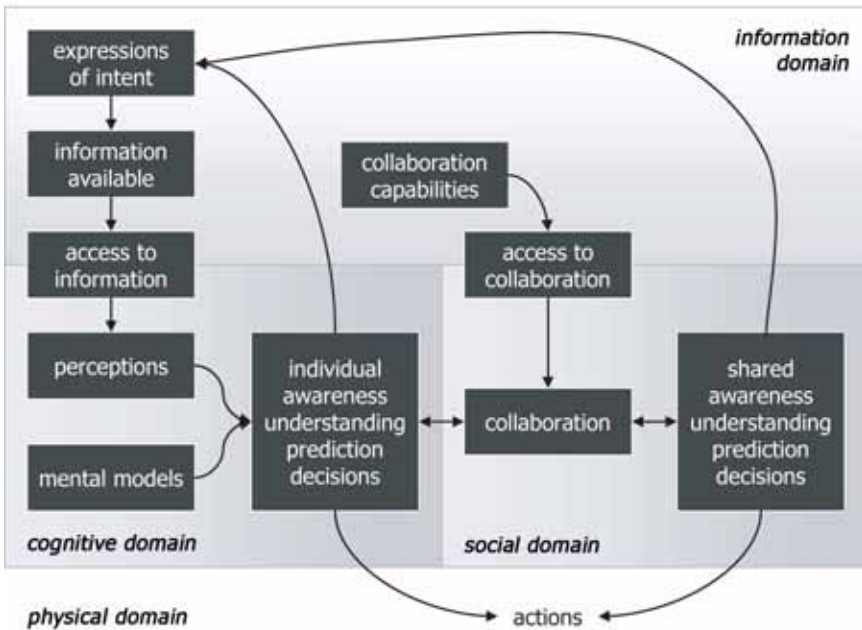 expressions
of intent
information
domain
information
available
collaboration
capabilities
access to
information
access to
collaboration
perceptions
individual
awareness
understanding
prediction
decisions
collaboration
shared
awareness
understanding
prediction
decisions
mental models
cognitive domain
social domain
physical domain
actions